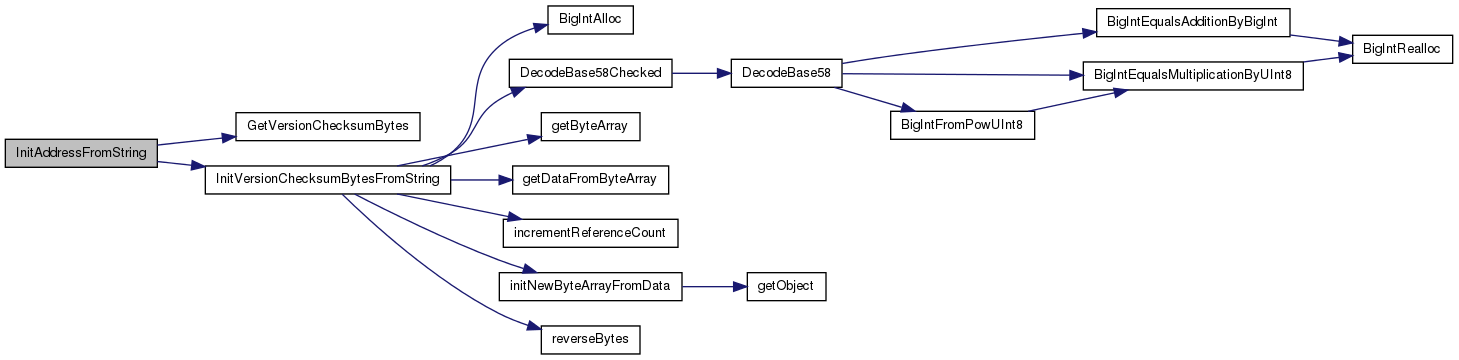 InitAddressFromString
GetVersionChecksumBytes
InitVersionChecksumBytesFromString
BigIntAlloc
DecodeBase58Checked
getByteArray
getDataFromByteArray
incrementReferenceCount
initNewByteArrayFromData
reverseBytes
DecodeBase58
getObject
BigIntEqualsAdditionByBigInt
BigIntEqualsMultiplicationByUInt8
BigIntFromPowUInt8
BigIntRealloc